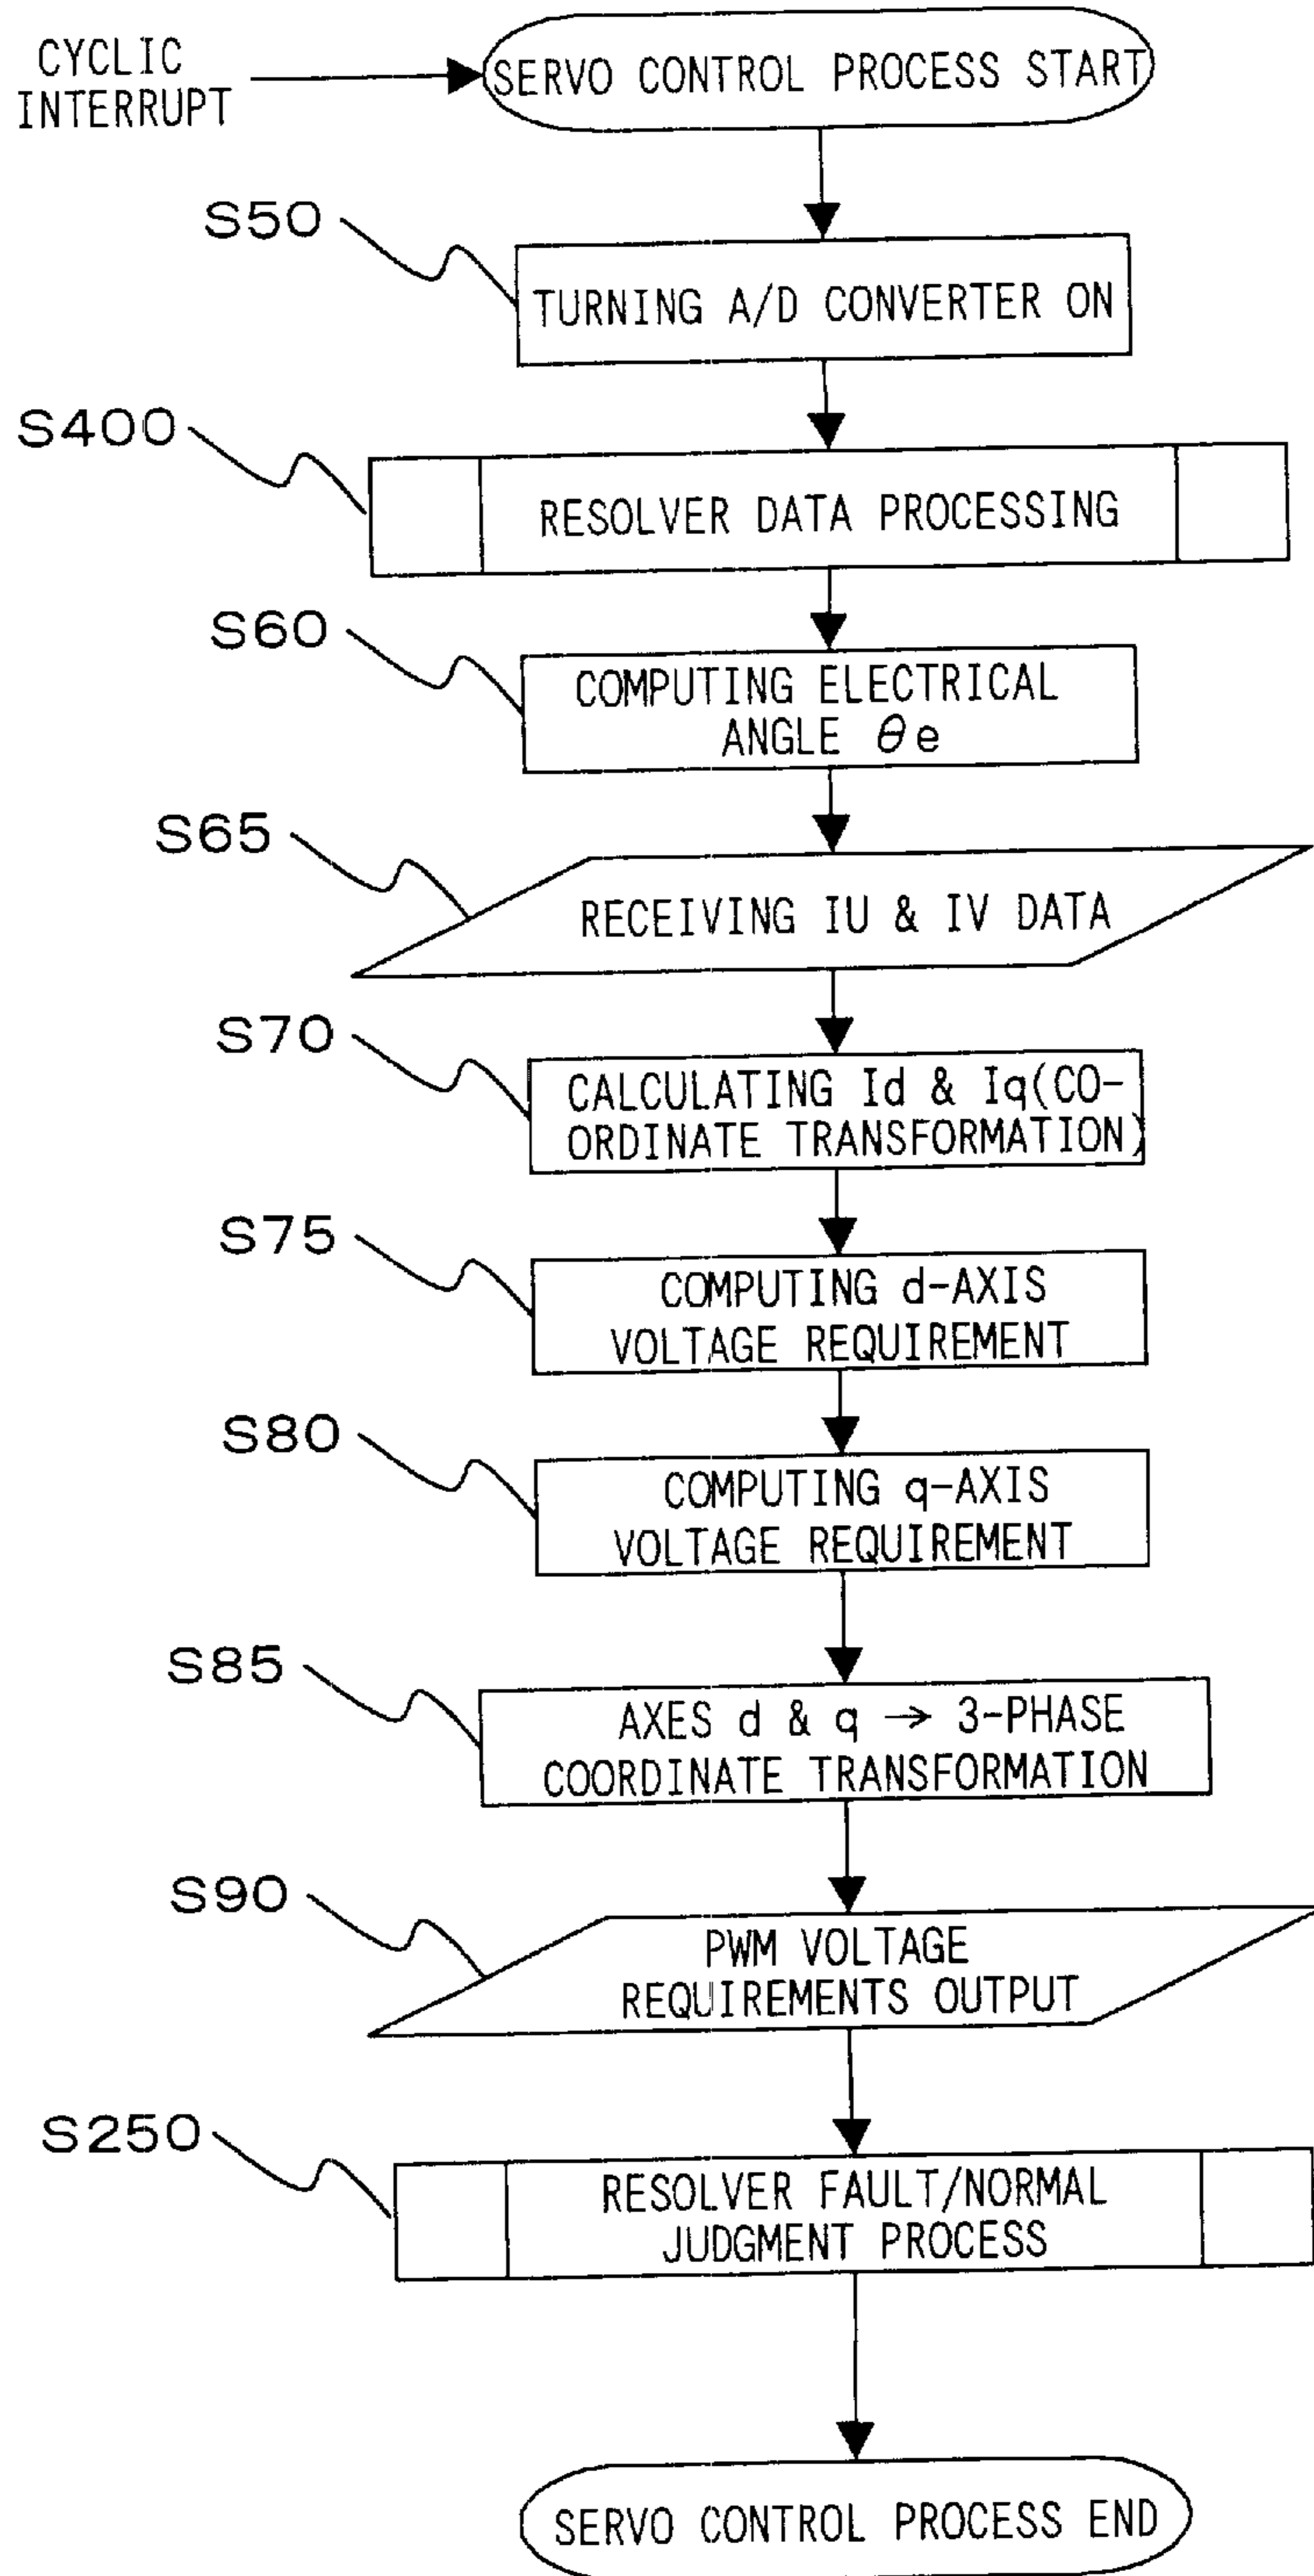 CYCLIC
INTERRUPT
SERVO CONTROL PROCESS START
S50
TURNING A/D CONVERTER ON
S400
RESOLVER DATA PROCESSING
S60
COMPUTING ELECTRICAL
ANGLE θe
S65
RECEIVING IU & IV DATA
S70
CALCULATING Id & Iq(CO-
ORDINATE TRANSFORMATION)
S75
COMPUTING d-AXIS
VOLTAGE REQUIREMENT
S80
COMPUTING q-AXIS
VOLTAGE REQUIREMENT
S85
AXES d & q → 3-PHASE
COORDINATE TRANSFORMATION
S90
PWM VOLTAGE
REQUIREMENTS OUTPUT
S250
RESOLVER FAULT/NORMAL
JUDGMENT PROCESS
SERVO CONTROL PROCESS END